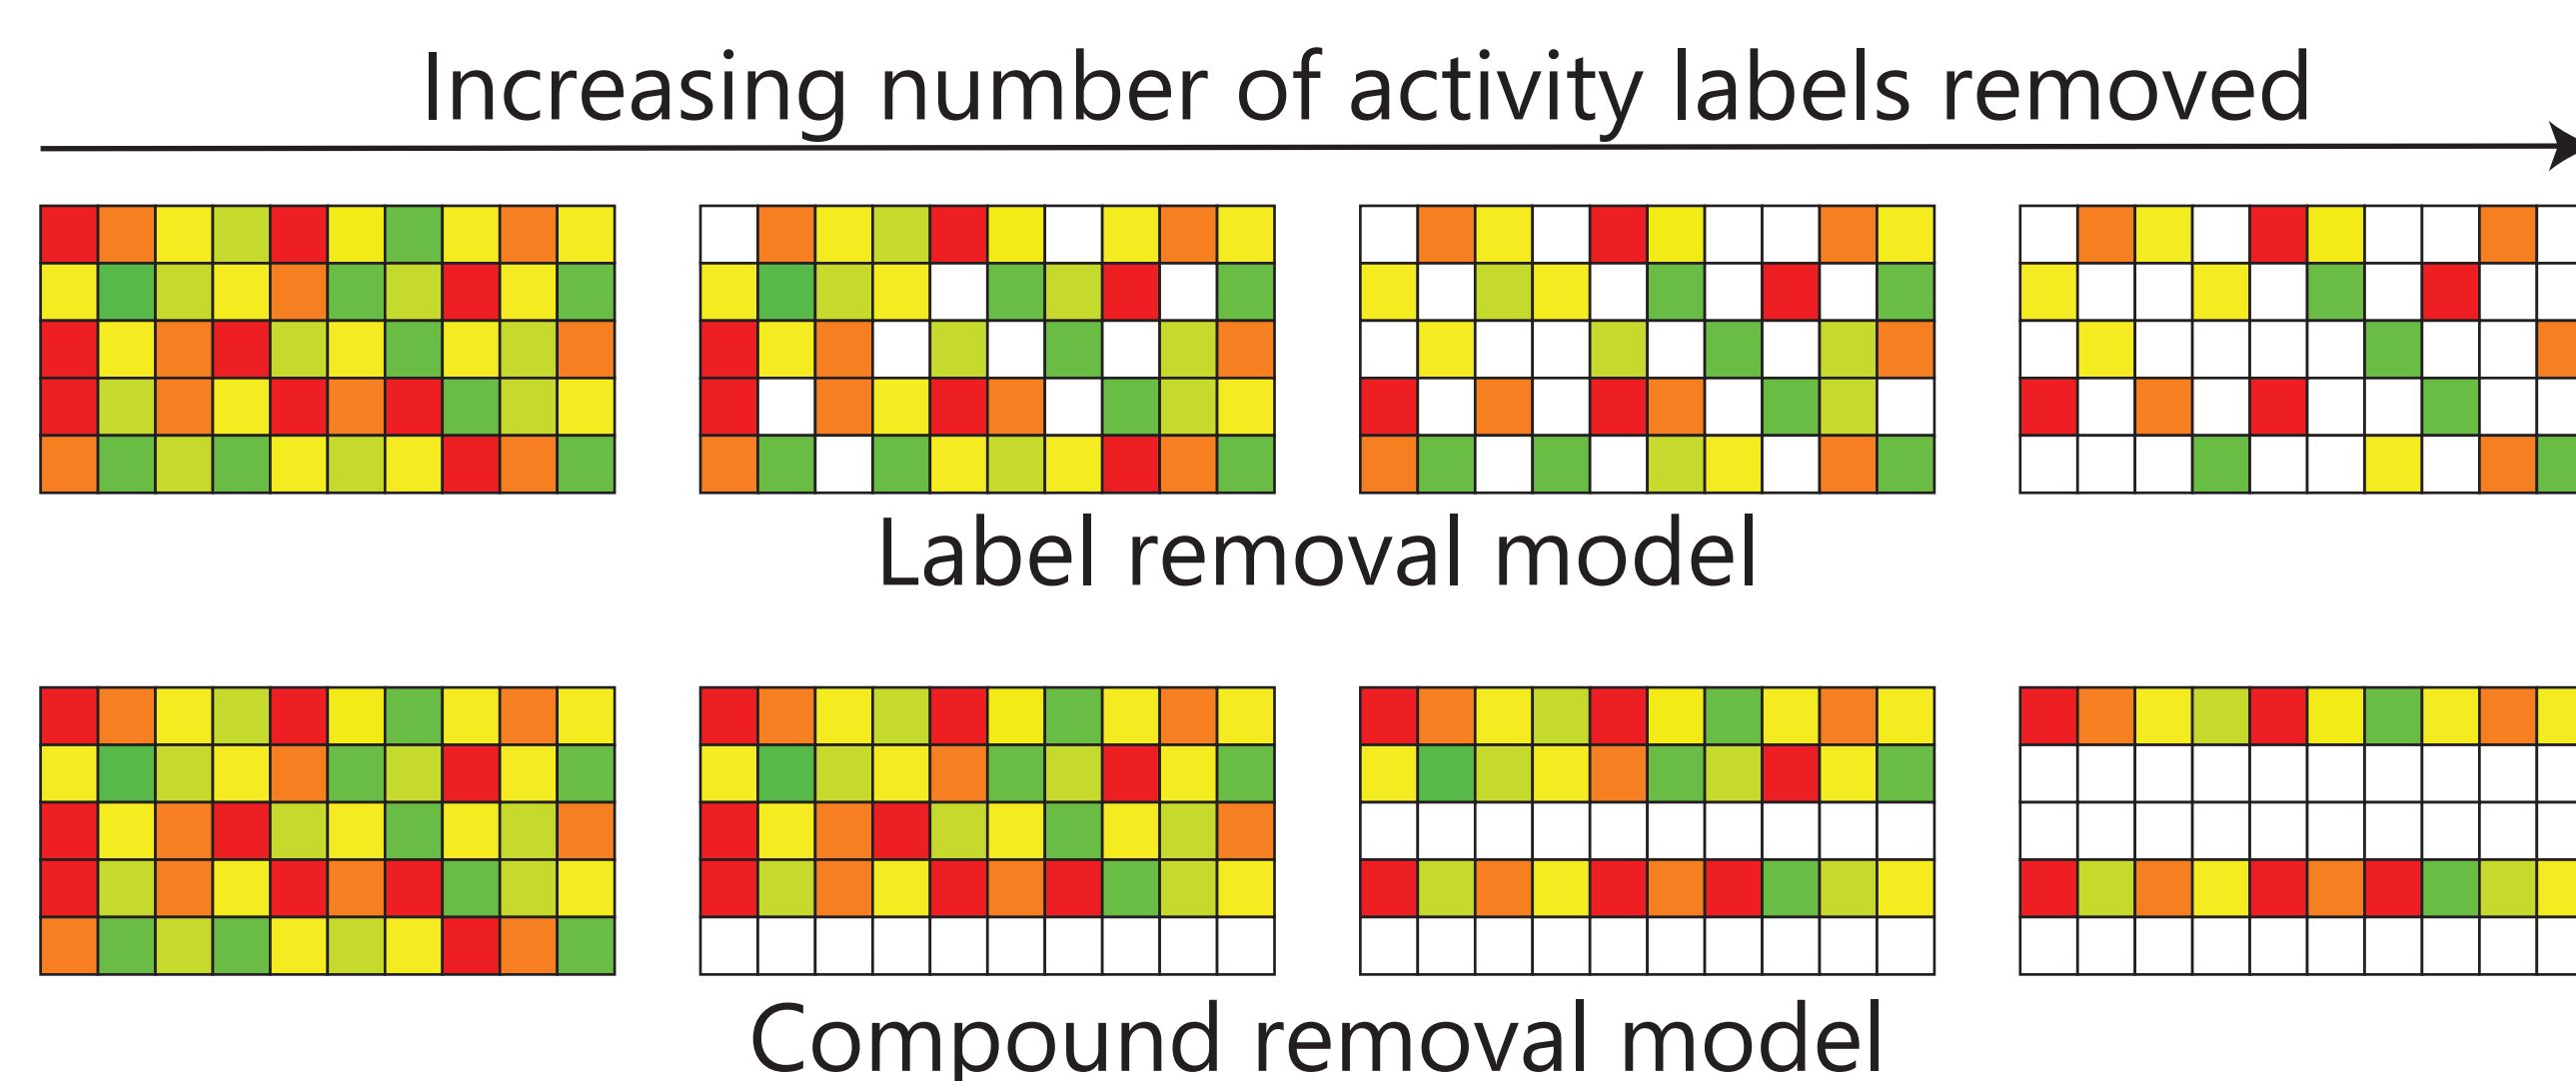 Increasing number of activity labels removed
Label removal model
Compound removal model